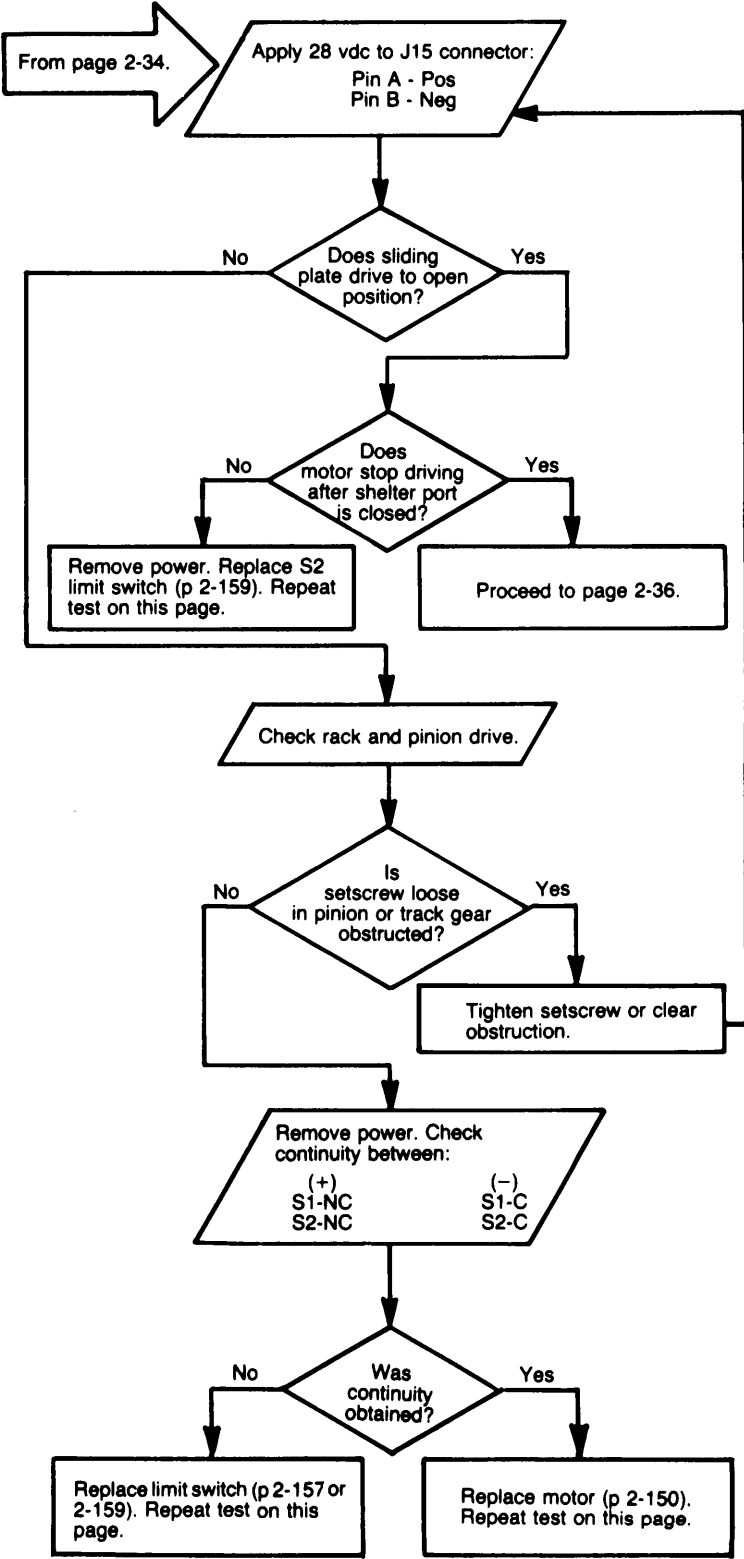 From page 2-34.
Apply 28 vdc to J15 connector:
Pin A - Pos
Pin B - Neg
No
Does sliding
plate drive to open
position?
Yes
No
Does
motor stop driving
after shelter port
is closed?
Yes
Remove power. Replace S2
limit switch (p 2-159). Repeat
test on this page.
Proceed to page 2-36.
Check rack and pinion drive.
No
Is
setscrew loose
in pinion or track gear
obstructed?
Yes
Tighten setscrew or clear
obstruction.
Remove power. Check
continuity between:
(+) (−)
S1-NC S1-C
S2-NC S2-C
No
Was
continuity
obtained?
Yes
Replace limit switch (p 2-157 or
2-159). Repeat test on this
page.
Replace motor (p 2-150).
Repeat test on this page.